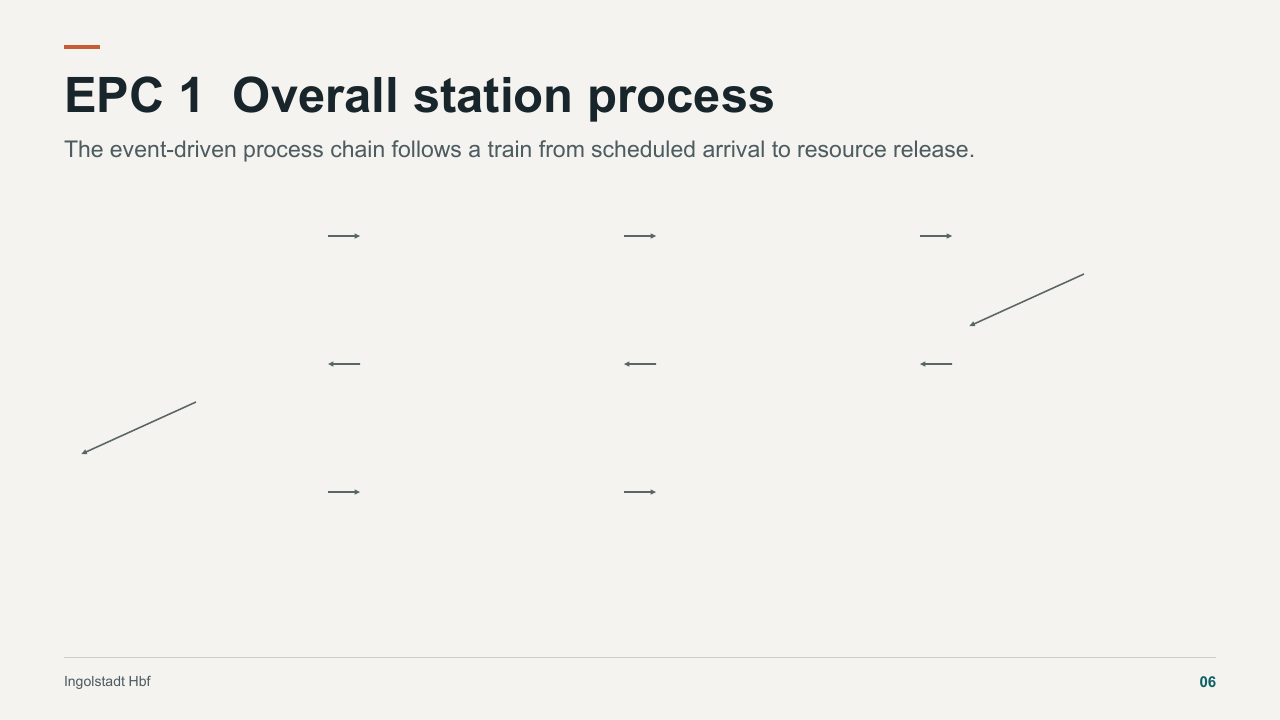 EPC 1  Overall station process
The event-driven process chain follows a train from scheduled arrival to resource release.
Ingolstadt Hbf
06